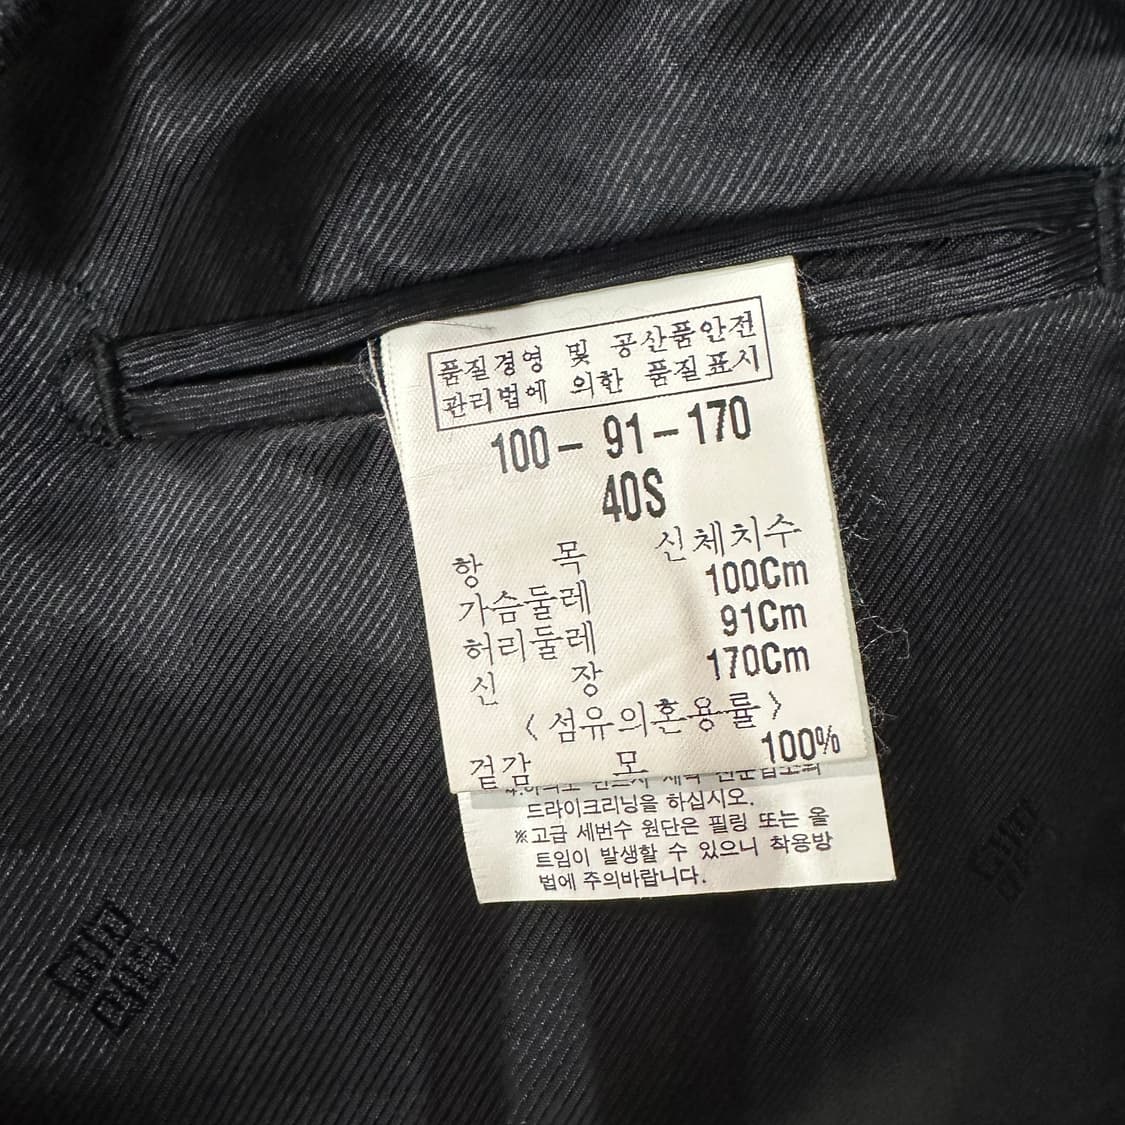 품질경영 및 공산품안전
관리법에 의한 품질표시
100- 91-170
40S
항 목 신체치수
가슴둘레 100Cm
허리둘레 91Cm
신 장 170Cm
<섬유의혼용률>
겉감 모 100%
드라이크리닝을 하십시오.
※고급 세번수 원단은 필링 또는 올
트임이 발생할 수 있으니 착용방
법에 주의바랍니다.